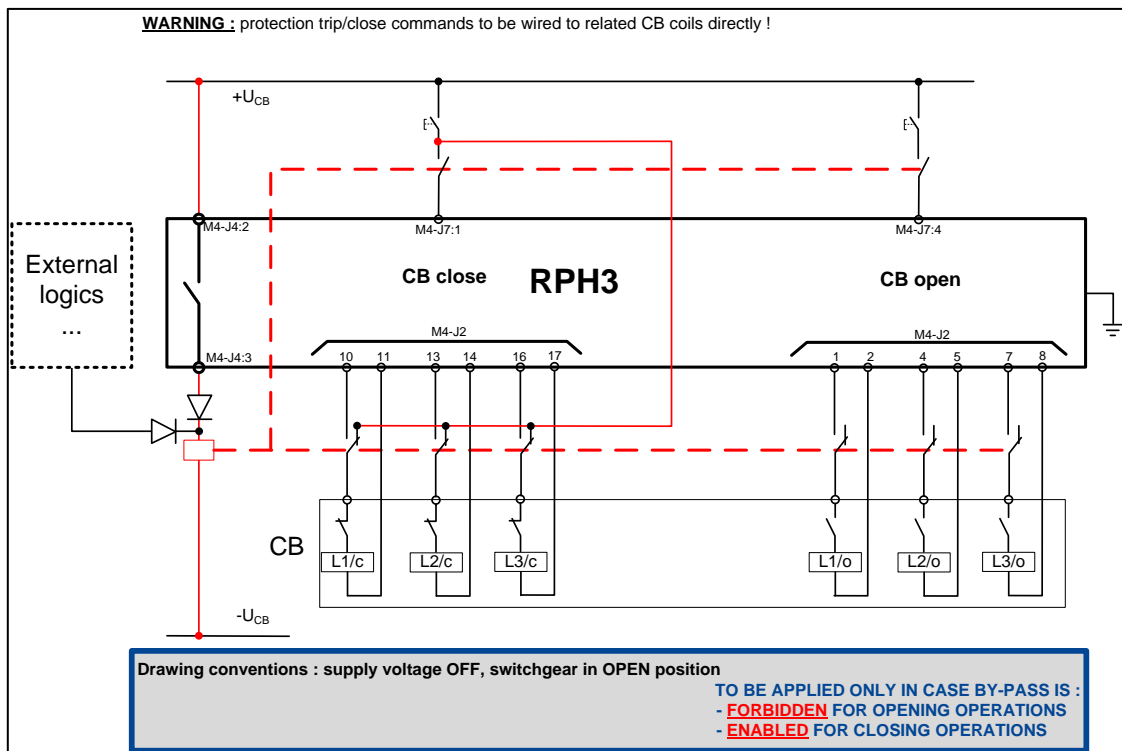 WARNING : protection trip/close commands to be wired to related CB coils directly !
+UCB
M4-J4:2
M4-J7:1
M4-J7:4
External
logics
...
CB close
RPH3
CB open
M4-J2
M4-J2
M4-J4:3
10 11 13 14 16 17
1 2 4 5 7 8
CB
L1/c
L2/c
L3/c
L1/o
L2/o
L3/o
-UCB
Drawing conventions : supply voltage OFF, switchgear in OPEN position
TO BE APPLIED ONLY IN CASE BY-PASS IS :
- FORBIDDEN FOR OPENING OPERATIONS
- ENABLED FOR CLOSING OPERATIONS